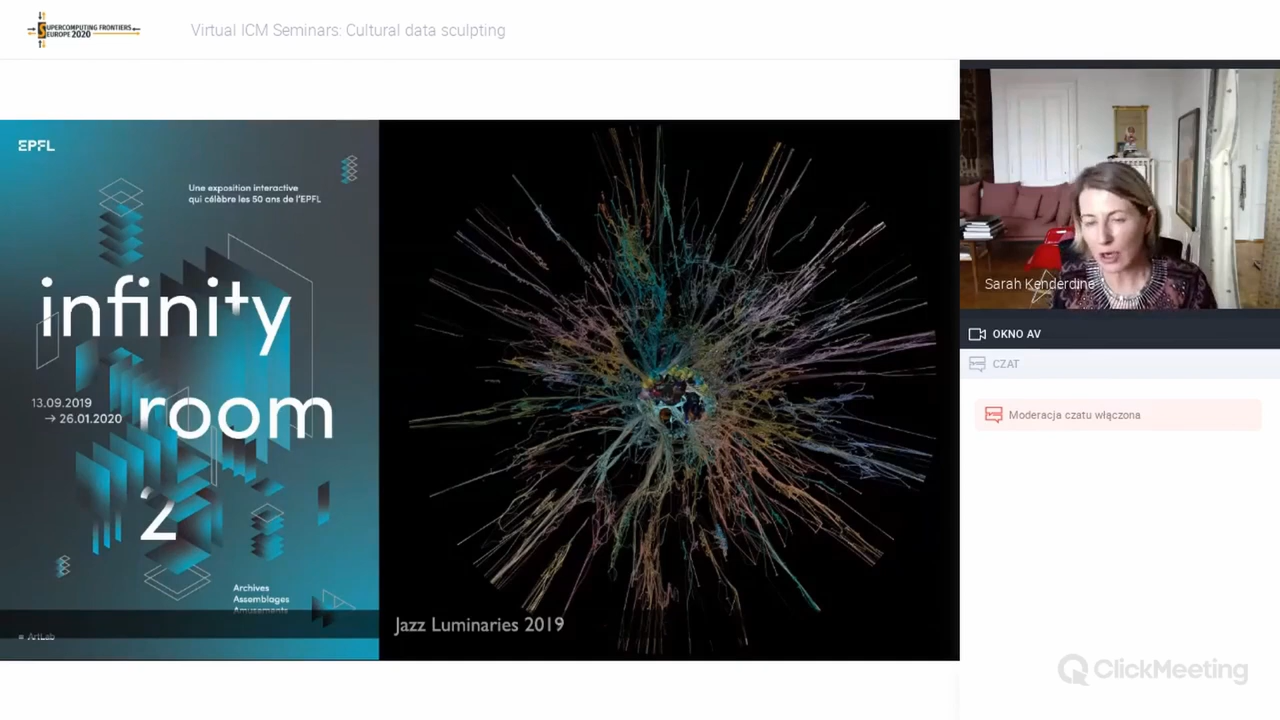 SUPERCOMPUTING FRONTIERS
EUROPE 2020
Virtual ICM Seminars: Cultural data sculpting
EPFL
Une exposition interactive
qui célèbre les 50 ans de l'EPFL
infinity
13.09.2019
→ 26.01.2020
room
2
Archives
Assemblages
Amusements
ArtLab
Jazz Luminaries 2019
Sarah Kenderdine
OKNO AV
CZAT
Moderacja czatu włączona
ClickMeeting